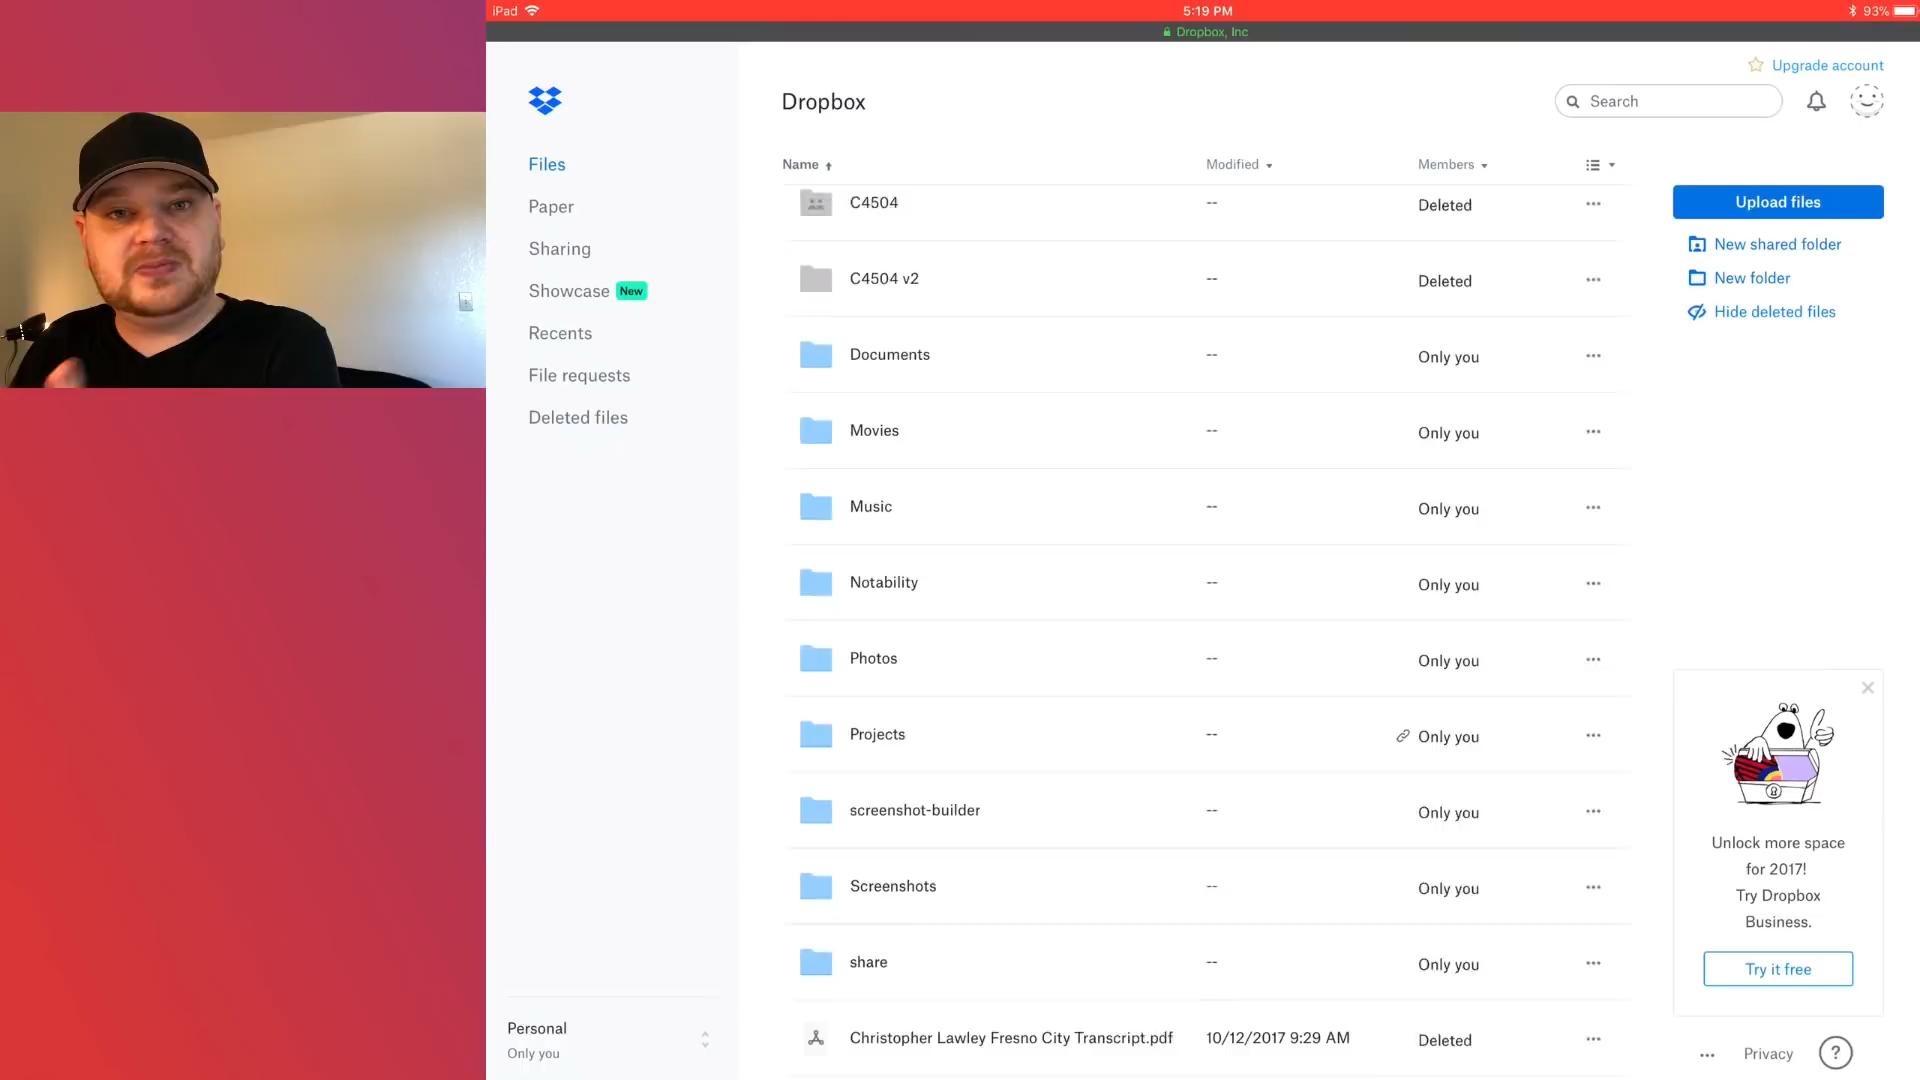 iPad
5:19 PM
93%
Dropbox, Inc
Upgrade account
Dropbox
Search
Files
Paper
Sharing
Showcase New
Recents
File requests
Deleted files
Name Modified Members
C4504 -- Deleted
C4504 v2 -- Deleted
Documents -- Only you
Movies -- Only you
Music -- Only you
Notability -- Only you
Photos -- Only you
Projects -- Only you
screenshot-builder -- Only you
Screenshots -- Only you
share -- Only you
Christopher Lawley Fresno City Transcript.pdf 10/12/2017 9:29 AM Deleted
Upload files
New shared folder
New folder
Hide deleted files
Unlock more space
for 2017!
Try Dropbox
Business.
Try it free
Personal
Only you
Privacy
?